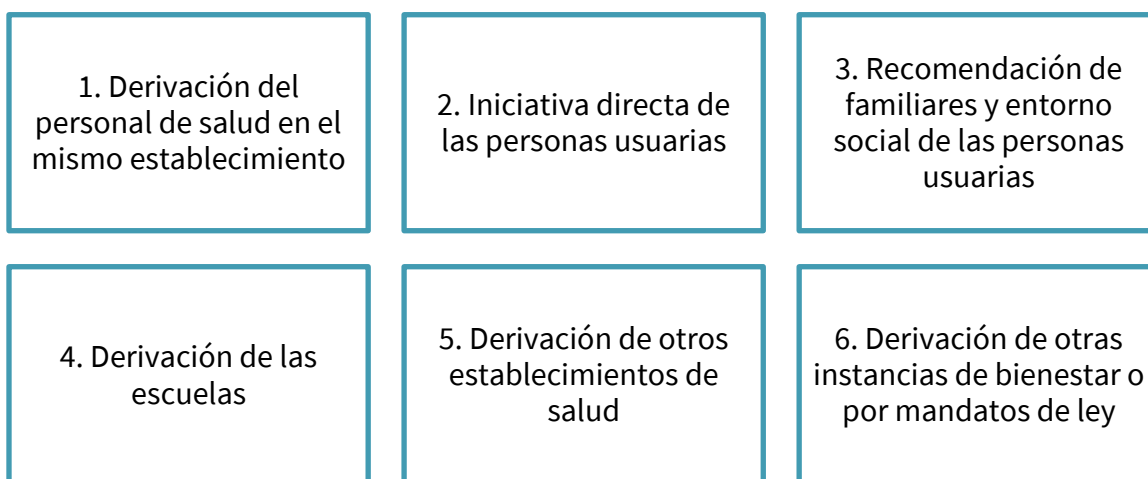 1. Derivación del
personal de salud en el
mismo establecimiento
2. Iniciativa directa de
las personas usuarias
3. Recomendación de
familiares y entorno
social de las personas
usuarias
4. Derivación de las
escuelas
5. Derivación de otros
establecimientos de
salud
6. Derivación de otras
instancias de bienestar o
por mandatos de ley